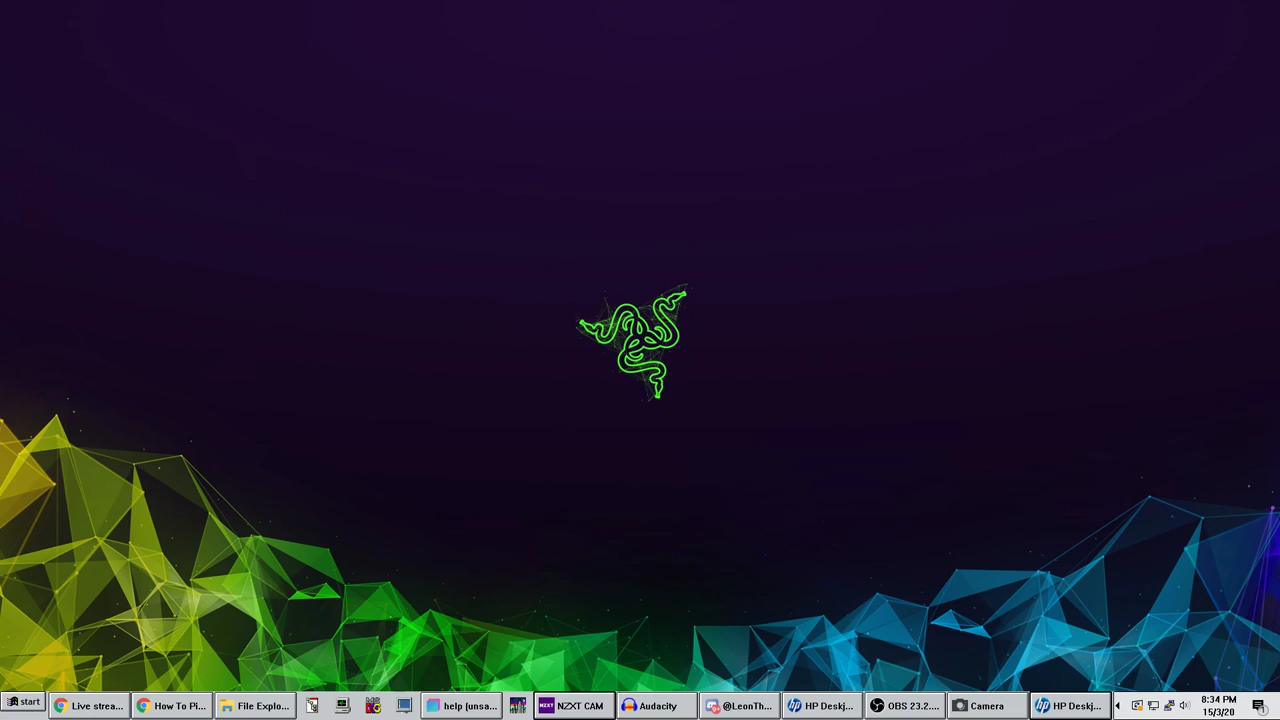 start
Live strea...
How To Pi...
File Explo...
help (unsa...
NZXT
NZXT CAM
Audacity
@LeonTh...
HP Deskj...
OBS 23.2....
Camera
HP Deskj...
8:34 PM
15/3/20